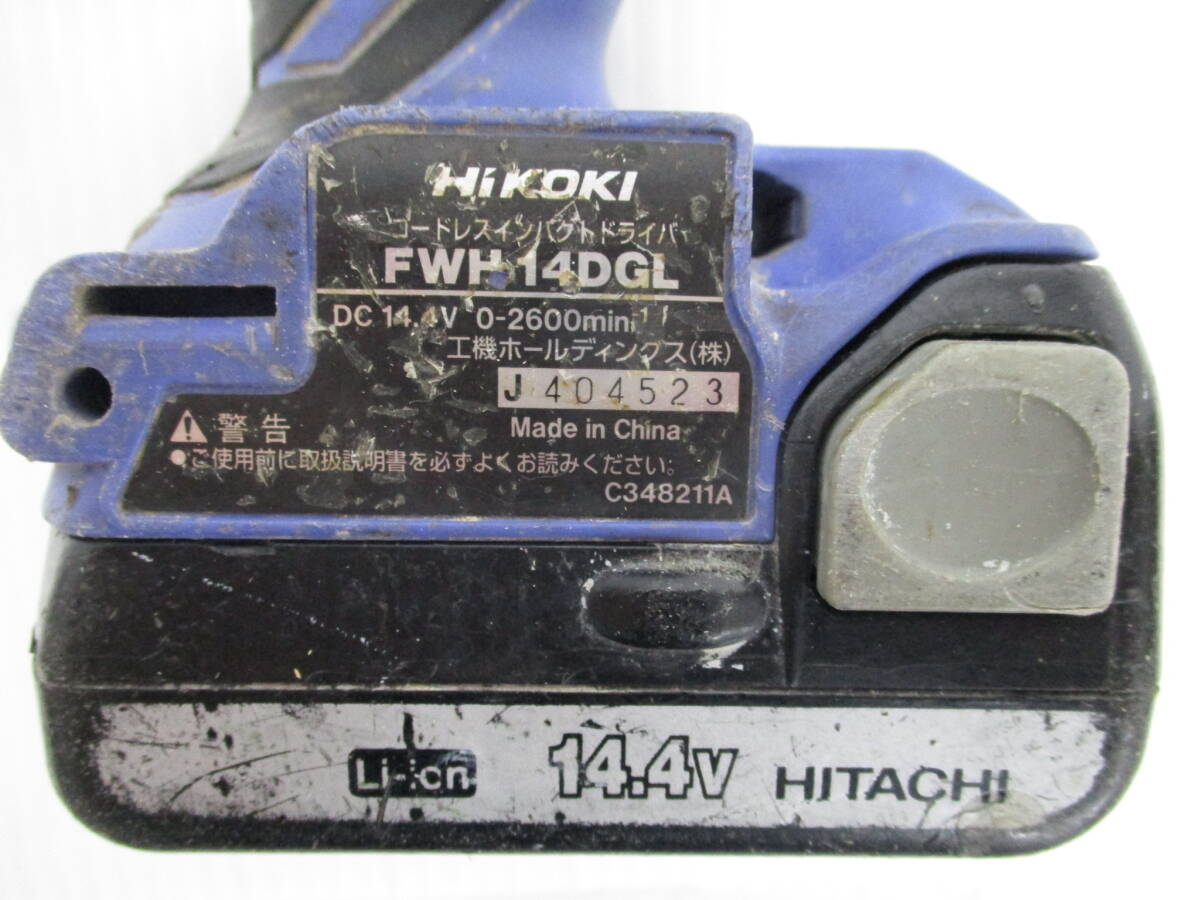 HiKOKI
コードレスインパクトドライバ
FWH 14DGL
DC 14.4V 0-2600min
工機ホールディングス(株)
J 404523
Made in China
⚠ 警告
●ご使用前に取扱説明書を必ずよくお読みください。
C348211A
Li-ion 14.4V HITACHI